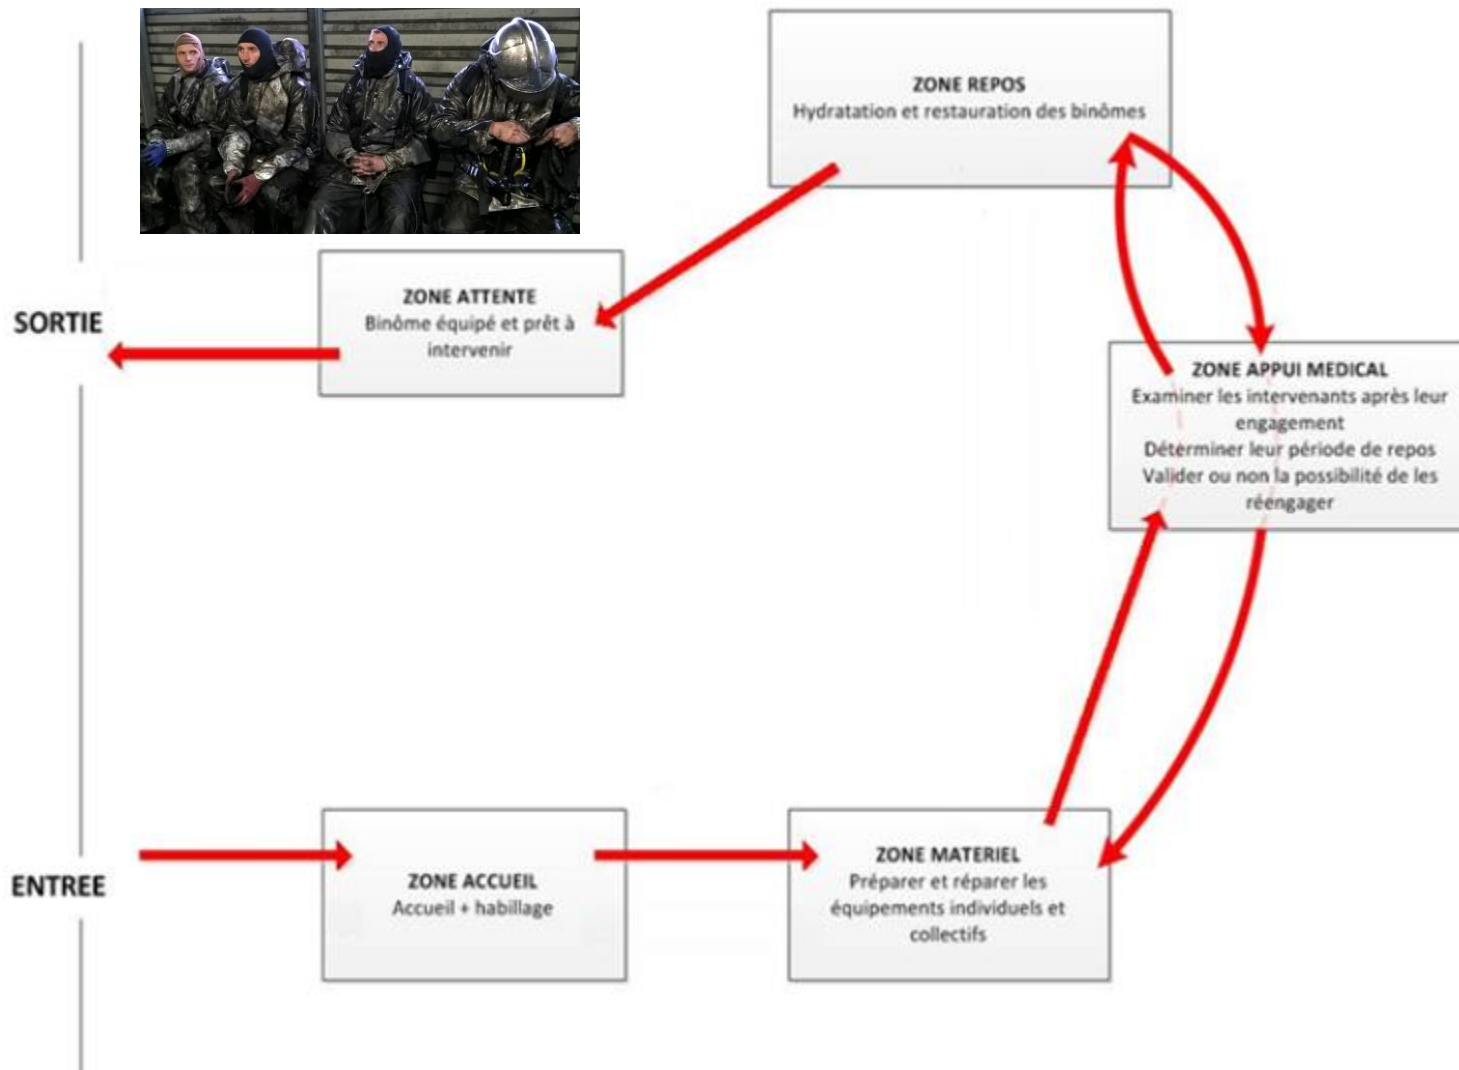 ZONE REPOS
Hydratation et restauration des binômes
ZONE ATTENTE
Binôme équipé et prêt à
intervenir
SORTIE
ZONE APPUI MEDICAL
Examiner les intervenants après leur
engagement
Déterminer leur période de repos
Valider ou non la possibilité de les
réengager
ENTREE
ZONE ACCUEIL
Accueil + habillage
ZONE MATERIEL
Préparer et réparer les
équipements individuels et
collectifs